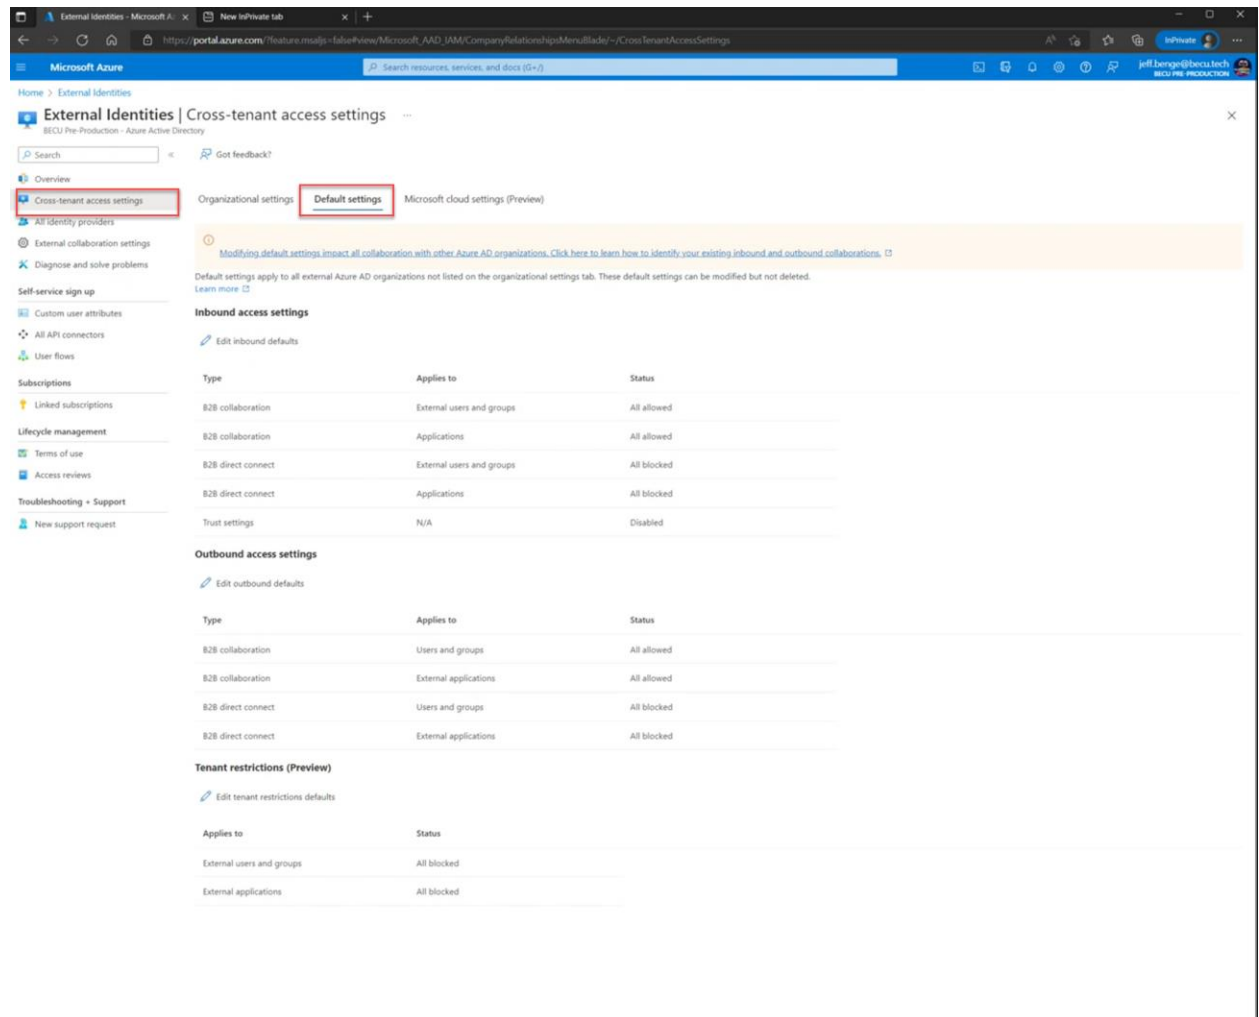 External Identities - Microsoft A
New InPrivate tab
https://portal.azure.com/?feature.msaljs=false#view/Microsoft_AAD_IAM/CompanyRelationshipsMenuBlade/~/CrossTenantAccessSettings
InPrivate
Microsoft Azure
Search resources, services, and docs (G+/)
jeff.benge@becu.tech
BECU PRE-PRODUCTION
Home > External Identities
External Identities | Cross-tenant access settings ...
BECU Pre-Production - Azure Active Directory
Search
Got feedback?
Overview
Cross-tenant access settings
All identity providers
External collaboration settings
Diagnose and solve problems
Self-service sign up
Custom user attributes
All API connectors
User flows
Subscriptions
Linked subscriptions
Lifecycle management
Terms of use
Access reviews
Troubleshooting + Support
New support request
Organizational settings Default settings Microsoft cloud settings (Preview)
Modifying default settings impact all collaboration with other Azure AD organizations. Click here to learn how to identify your existing inbound and outbound collaborations.
Default settings apply to all external Azure AD organizations not listed on the organizational settings tab. These default settings can be modified but not deleted.
Learn more
Inbound access settings
Edit inbound defaults
Type Applies to Status
B2B collaboration External users and groups All allowed
B2B collaboration Applications All allowed
B2B direct connect External users and groups All blocked
B2B direct connect Applications All blocked
Trust settings N/A Disabled
Outbound access settings
Edit outbound defaults
Type Applies to Status
B2B collaboration Users and groups All allowed
B2B collaboration External applications All allowed
B2B direct connect Users and groups All blocked
B2B direct connect External applications All blocked
Tenant restrictions (Preview)
Edit tenant restrictions defaults
Applies to Status
External users and groups All blocked
External applications All blocked